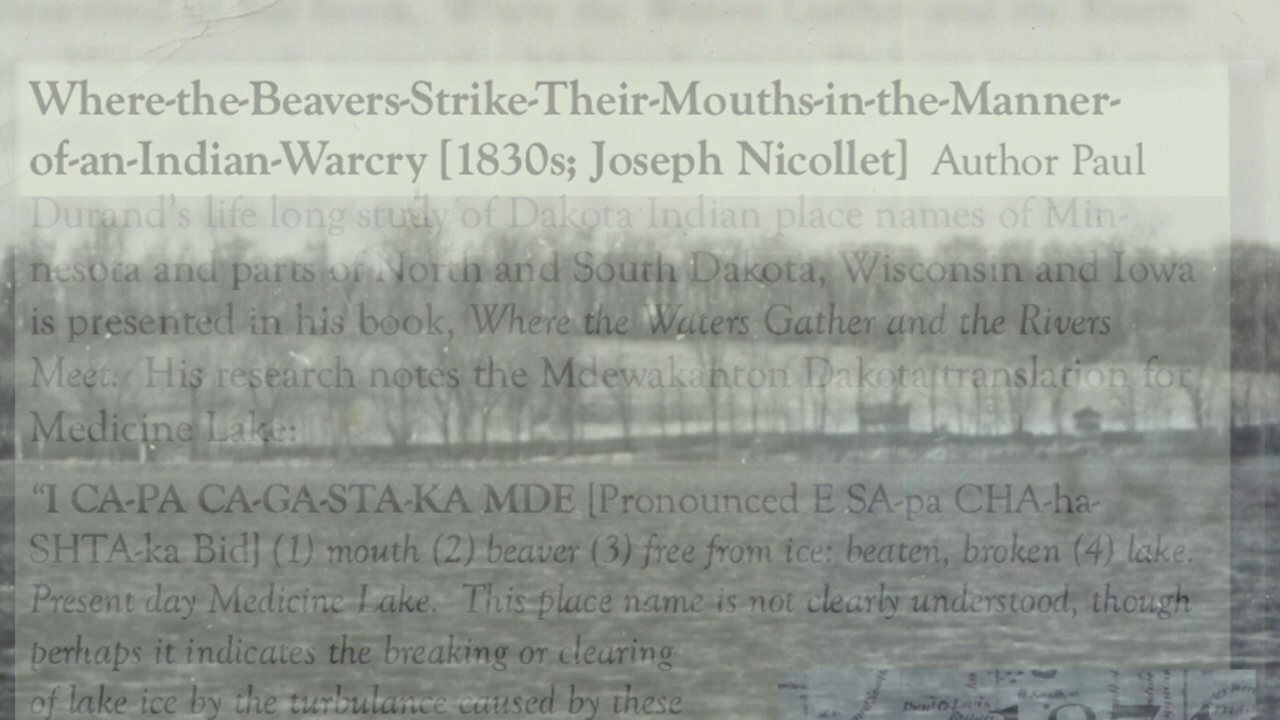 Where-the-Beavers-Strike-Their-Mouths-in-the-Manner-
of-an-Indian-Warcry [1830s; Joseph Nicollet] Author Paul
Durand's life long study of Dakota Indian place names of Min-
nesota and parts of North and South Dakota, Wisconsin and Iowa
is presented in his book, Where the Waters Gather and the Rivers
Meet. His research notes the Mdewakanton Dakota translation for
Medicine Lake:
“I CA-PA CA-GA-STA-KA MDE [Pronounced E SA-pa CHA-ha-
SHTA-ka Bid] (1) mouth (2) beaver (3) free from ice: beaten, broken (4) lake.
Present day Medicine Lake. This place name is not clearly understood, though
perhaps it indicates the breaking or clearing
of lake ice by the turbulance caused by these